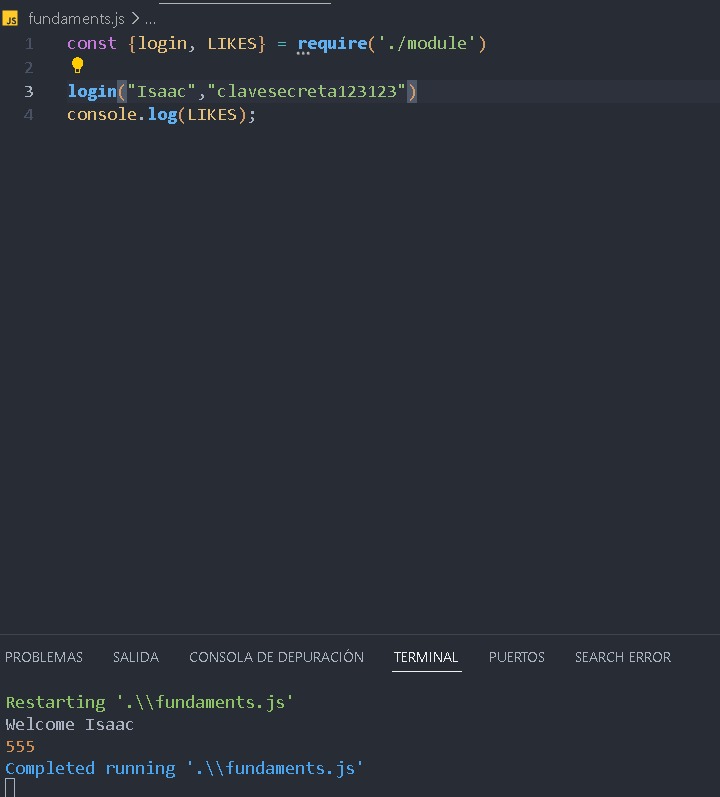 JS fundaments.js > ...
1 const {login, LIKES} = require('./module')
2
3 login("Isaac","clavesecreta123123")
4 console.log(LIKES);
PROBLEMAS SALIDA CONSOLA DE DEPURACIÓN TERMINAL PUERTOS SEARCH ERROR
Restarting '.\\fundaments.js'
Welcome Isaac
555
Completed running '.\\fundaments.js'